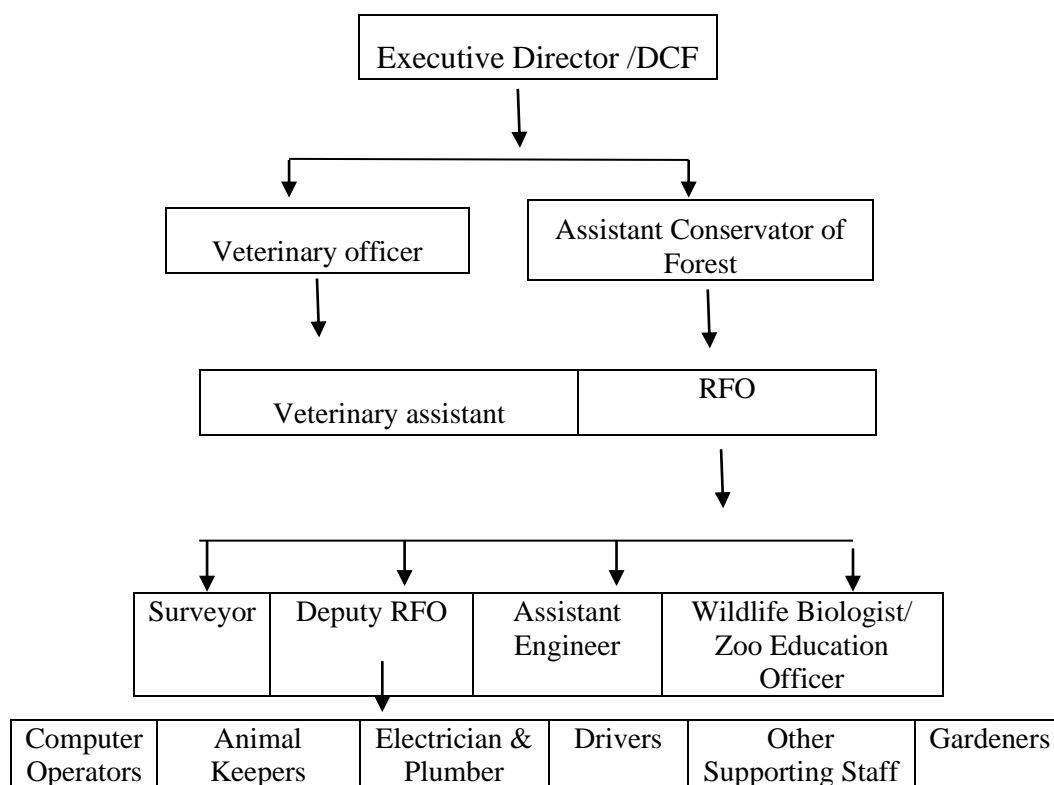 Executive Director /DCF
Veterinary officer
Assistant Conservator of
Forest
Veterinary assistant
RFO
Surveyor
Deputy RFO
Assistant
Engineer
Wildlife Biologist/
Zoo Education
Officer
Computer
Operators
Animal
Keepers
Electrician &
Plumber
Drivers
Other
Supporting Staff
Gardeners